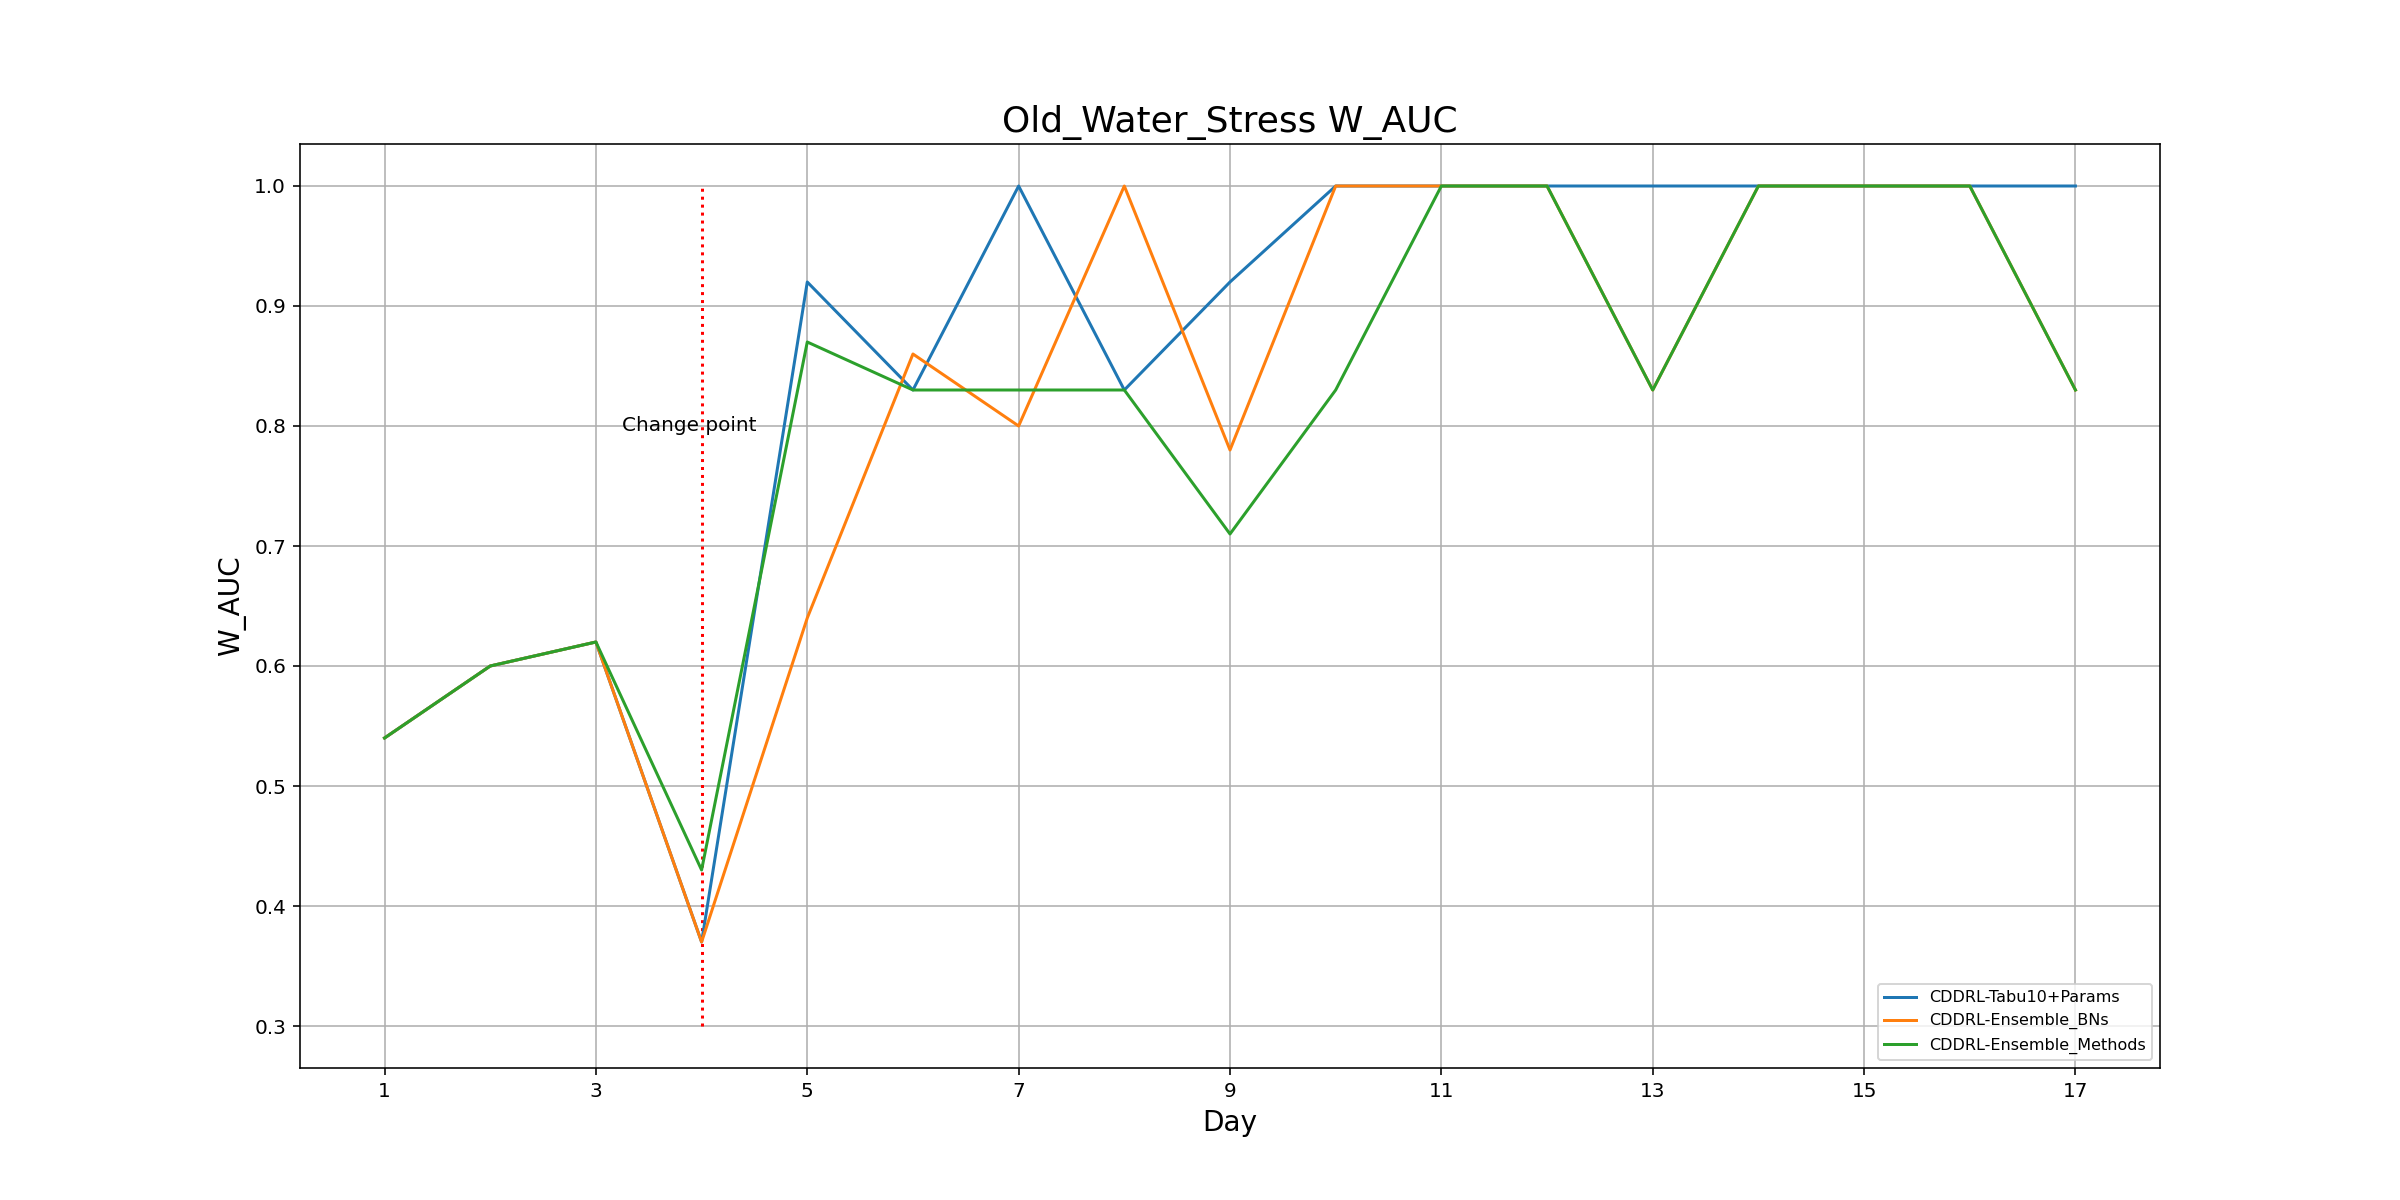 Old_Water_Stress W_AUC
W_AUC
1.0
0.9
0.8
0.7
0.6
0.5
0.4
0.3
Change point
1 3 5 7 9 11 13 15 17
Day
CDDRL-Tabu10+Params
CDDRL-Ensemble_BNs
CDDRL-Ensemble_Methods